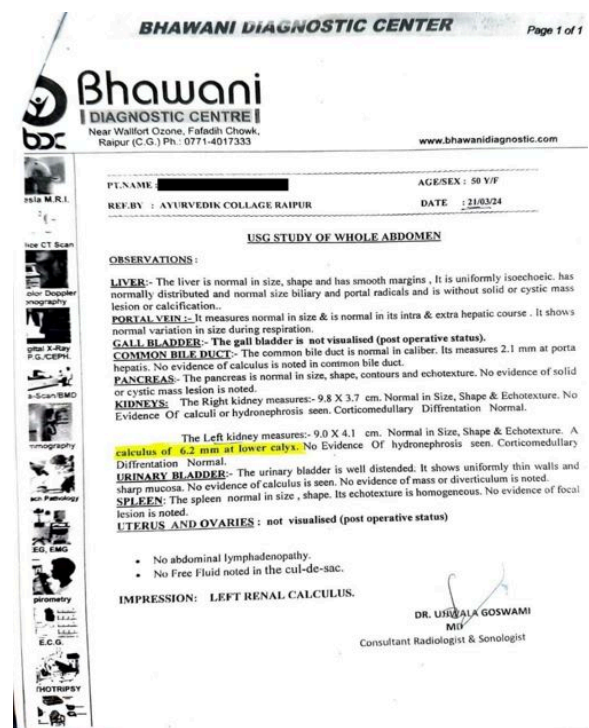 BHAWANI DIAGNOSTIC CENTER
Page 1 of 1
Bhawani
DIAGNOSTIC CENTRE
bDC
Near Wallfort Ozone, Fafadih Chowk,
Raipur (C.G.) Ph.: 0771-4017333
www.bhawanidiagnostic.com
PT.NAME :
AGE/SEX : 50 Y/F
REF.BY : AYURVEDIK COLLAGE RAIPUR
DATE : 21/03/24
USG STUDY OF WHOLE ABDOMEN
OBSERVATIONS :
LIVER:- The liver is normal in size, shape and has smooth margins , It is uniformly isoechoeic. has
normally distributed and normal size biliary and portal radicals and is without solid or cystic mass
lesion or calcification..
PORTAL VEIN :- It measures normal in size & is normal in its intra & extra hepatic course . It shows
normal variation in size during respiration.
GALL BLADDER:- The gall bladder is not visualised (post operative status).
COMMON BILE DUCT:- The common bile duct is normal in caliber. Its measures 2.1 mm at porta
hepatis. No evidence of calculus is noted in common bile duct.
PANCREAS:- The pancreas is normal in size, shape, contours and echotexture. No evidence of solid
or cystic mass lesion is noted.
KIDNEYS: The Right kidney measures:- 9.8 X 3.7 cm. Normal in Size, Shape & Echotexture. No
Evidence Of calculi or hydronephrosis seen. Corticomedullary Diffrentation Normal.
The Left kidney measures:- 9.0 X 4.1 cm. Normal in Size, Shape & Echotexture. A
calculus of 6.2 mm at lower calyx. No Evidence Of hydronephrosis seen. Corticomedullary
Diffrentation Normal.
URINARY BLADDER:- The urinary bladder is well distended. It shows uniformly thin walls and
sharp mucosa. No evidence of calculus is seen. No evidence of mass or diverticulum is noted.
SPLEEN: The spleen normal in size , shape. Its echotexture is homogeneous. No evidence of focal
lesion is noted.
UTERUS AND OVARIES : not visualised (post operative status)
• No abdominal lymphadenopathy.
• No Free Fluid noted in the cul-de-sac.
IMPRESSION: LEFT RENAL CALCULUS.
DR. UJWALA GOSWAMI
MD
Consultant Radiologist & Sonologist
M.R.I.
CT Scan
Doppler
X-Ray
P.G./CEPH.
EEG, EMG
E.C.G.